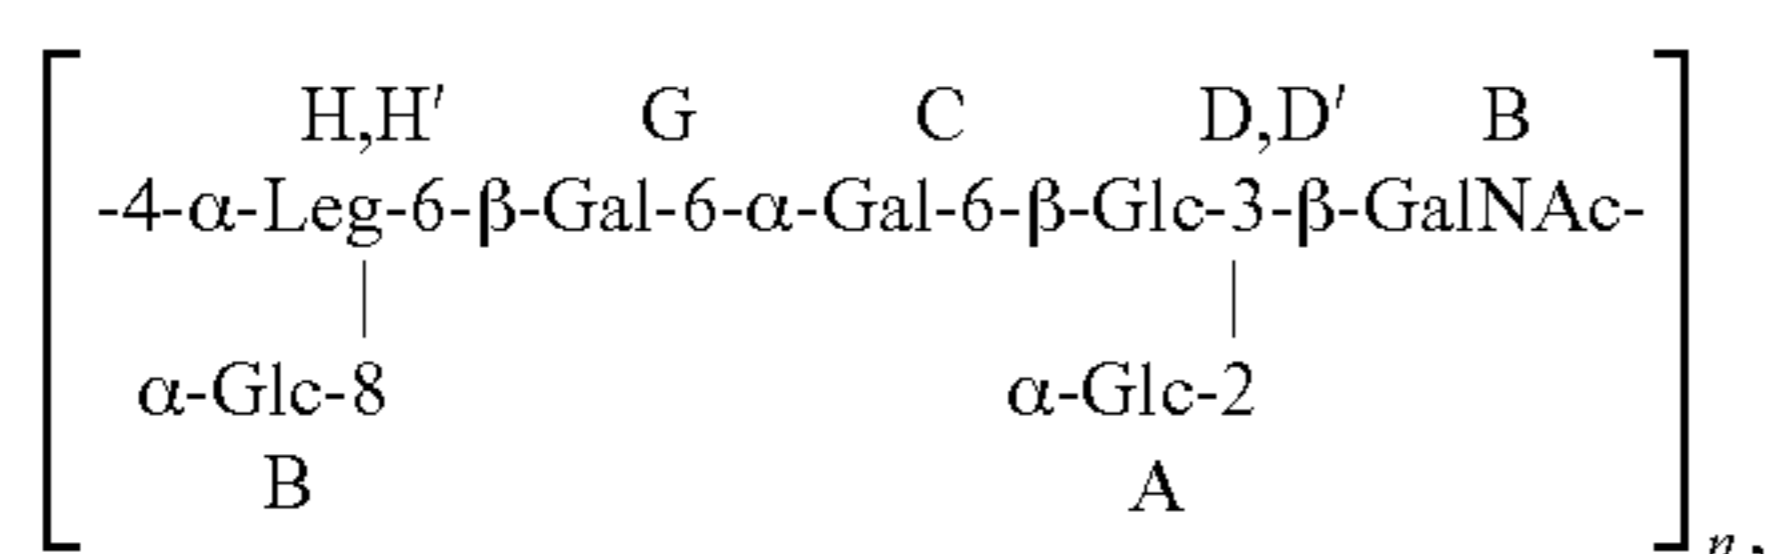 H,H′ G C D,D′ B
-4-α-Leg-6-β-Gal-6-α-Gal-6-β-Glc-3-β-GalNAc-
α-Glc-8 α-Glc-2
B A
n,